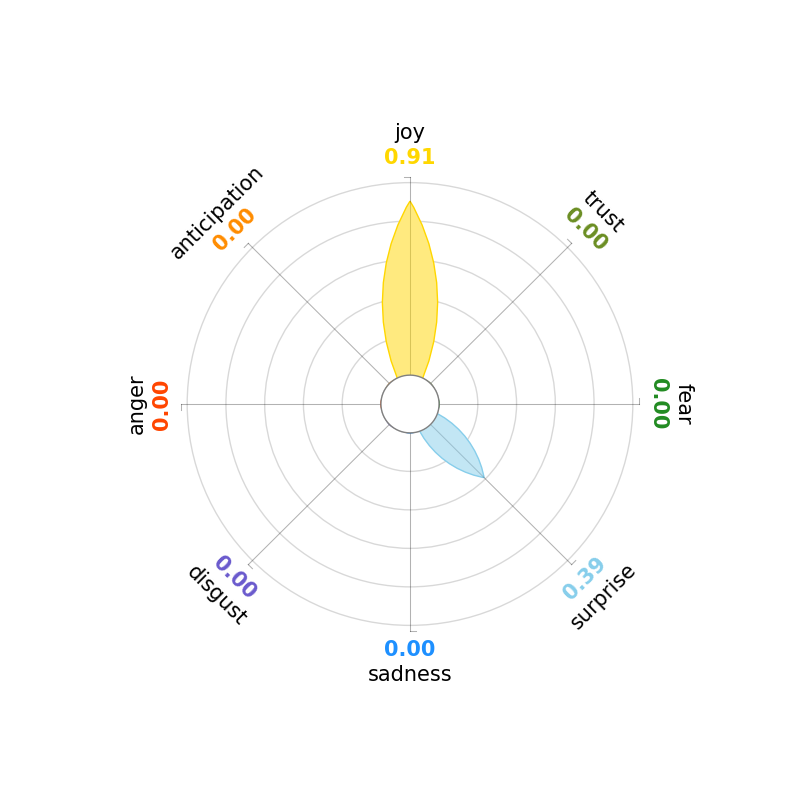 joy
0.91
trust
0.00
fear
0.00
surprise
0.39
sadness
0.00
disgust
0.00
anger
0.00
anticipation
0.00